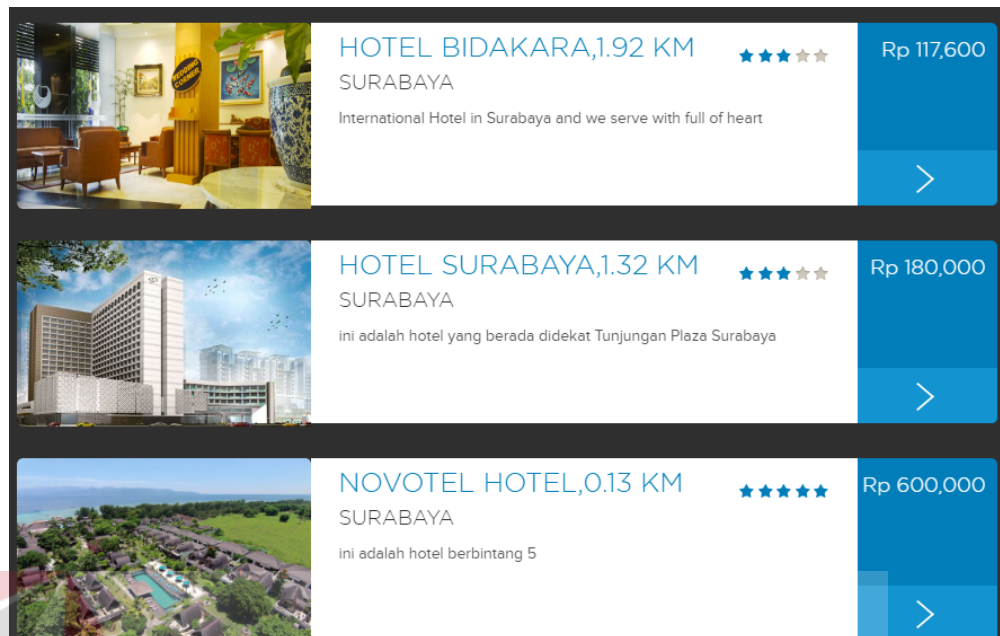 HOTEL BIDAKARA,1.92 KM
Rp 117,600
SURABAYA
International Hotel in Surabaya and we serve with full of heart
WEDDING
CORNER
HOTEL SURABAYA,1.32 KM
Rp 180,000
SURABAYA
ini adalah hotel yang berada didekat Tunjungan Plaza Surabaya
NOVOTEL HOTEL,0.13 KM
Rp 600,000
SURABAYA
ini adalah hotel berbintang 5